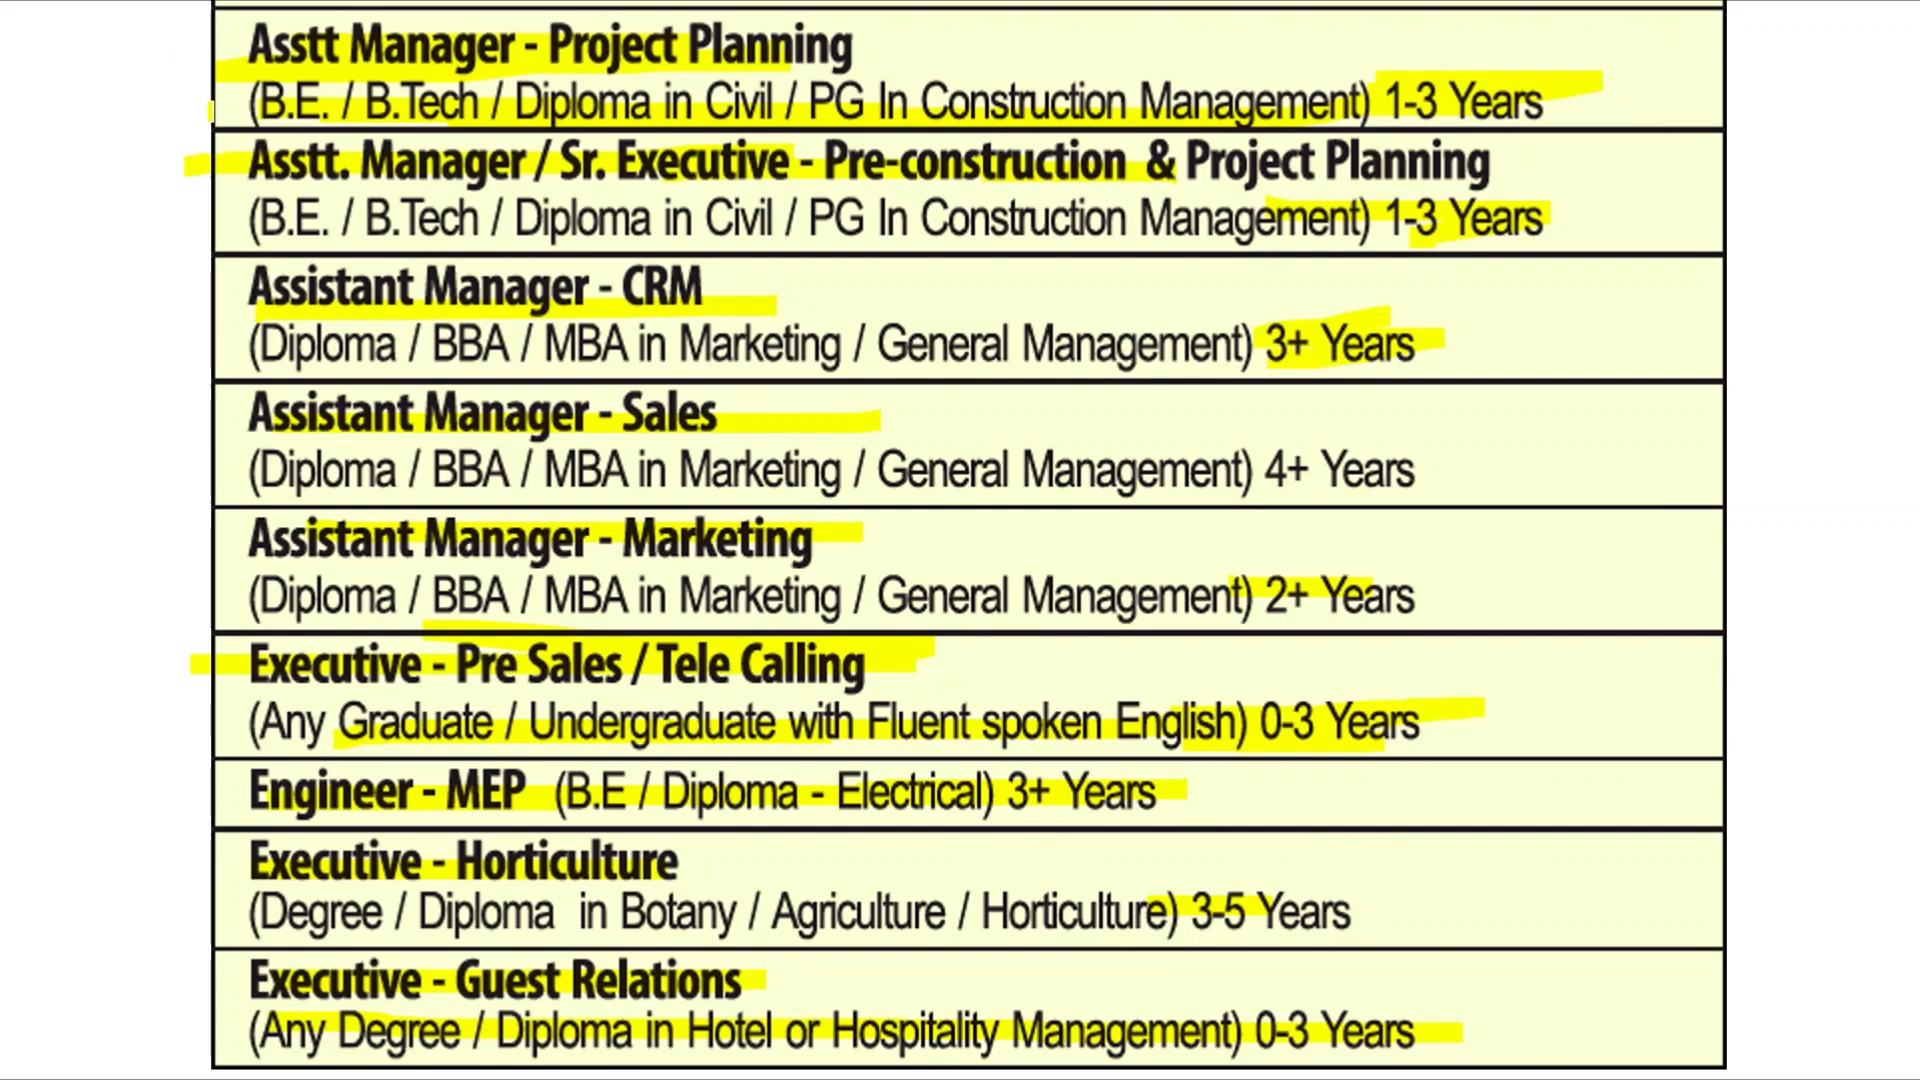 Asstt Manager - Project Planning
(B.E. / B.Tech / Diploma in Civil / PG In Construction Management) 1-3 Years
Asstt. Manager / Sr. Executive - Pre-construction & Project Planning
(B.E. / B.Tech / Diploma in Civil / PG In Construction Management) 1-3 Years
Assistant Manager - CRM
(Diploma / BBA / MBA in Marketing / General Management) 3+ Years
Assistant Manager - Sales
(Diploma / BBA / MBA in Marketing / General Management) 4+ Years
Assistant Manager - Marketing
(Diploma / BBA / MBA in Marketing / General Management) 2+ Years
Executive - Pre Sales / Tele Calling
(Any Graduate / Undergraduate with Fluent spoken English) 0-3 Years
Engineer - MEP (B.E / Diploma - Electrical) 3+ Years
Executive - Horticulture
(Degree / Diploma in Botany / Agriculture / Horticulture) 3-5 Years
Executive - Guest Relations
(Any Degree / Diploma in Hotel or Hospitality Management) 0-3 Years